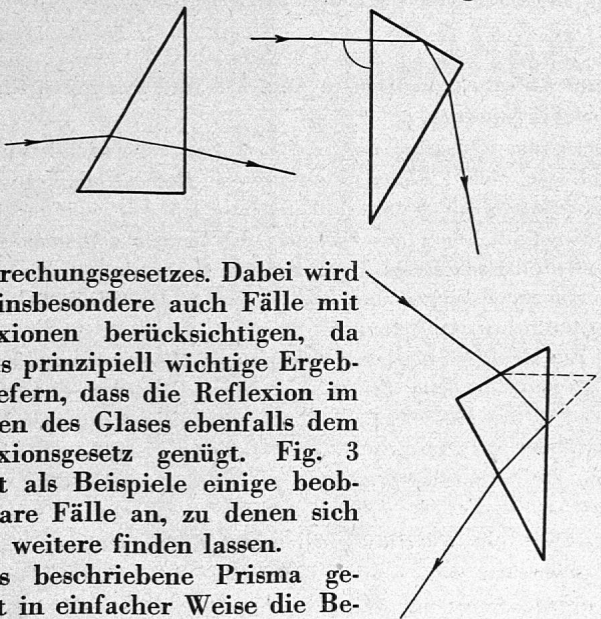 rechungsgesetzes. Dabei wird
insbesondere auch Fälle mit
xionen berücksichtigen, da
s prinzipiell wichtige Ergeb-
efern, dass die Reflexion im
en des Glases ebenfalls dem
xionsgesetz genügt. Fig. 3
t als Beispiele einige beob-
are Fälle an, zu denen sich
weitere finden lassen.
s beschriebene Prisma ge-
t in einfacher Weise die Be-